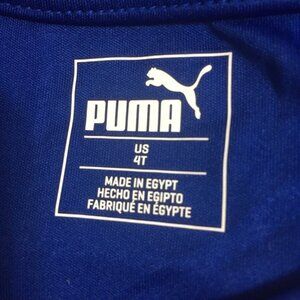 PUMA
US
4T
MADE IN EGYPT
HECHO EN EGIPTO
FABRIQUÉ EN ÉGYPTE